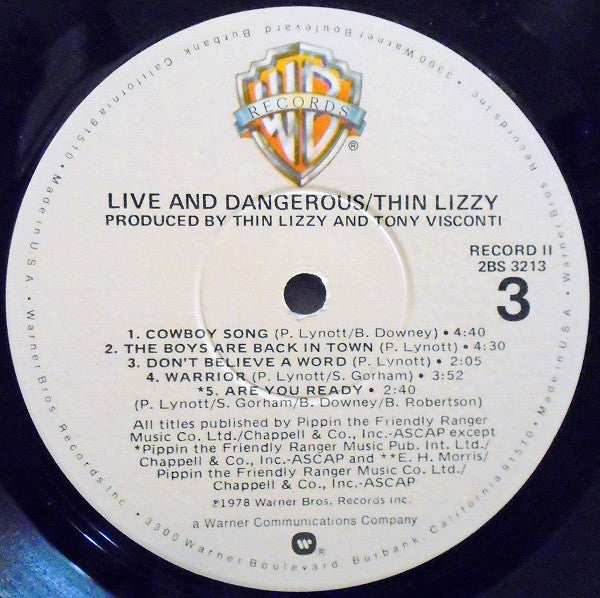 WB
RECORDS
®
LIVE AND DANGEROUS/THIN LIZZY
PRODUCED BY THIN LIZZY AND TONY VISCONTI
RECORD II
2BS 3213
3
1. COWBOY SONG (P. Lynott/B. Downey) • 4:40
2. THE BOYS ARE BACK IN TOWN (P. Lynott) • 4:30
3. DON'T BELIEVE A WORD (P. Lynott) • 2:05
4. WARRIOR (P. Lynott/S. Gorham) • 3:52
*5. ARE YOU READY • 2:40
(P. Lynott/S. Gorham/B. Downey/B. Robertson)
All titles published by Pippin the Friendly Ranger
Music Co. Ltd./Chappell & Co., Inc.-ASCAP except
*Pippin the Friendly Ranger Music Pub. Int. Ltd./
Chappell & Co., Inc.-ASCAP and **E. H. Morris/
Pippin the Friendly Ranger Music Co. Ltd./
Chappell & Co., Inc.-ASCAP
℗1978 Warner Bros. Records Inc.
a Warner Communications Company
®
3300 Warner Boulevard Burbank, California 91510 • Made in U.S.A. • Warner Bros Records Inc. • 3300 Warner Boulevard, Burbank, California 91510 • Made in U.S.A. • Warner Bros Records Inc. •